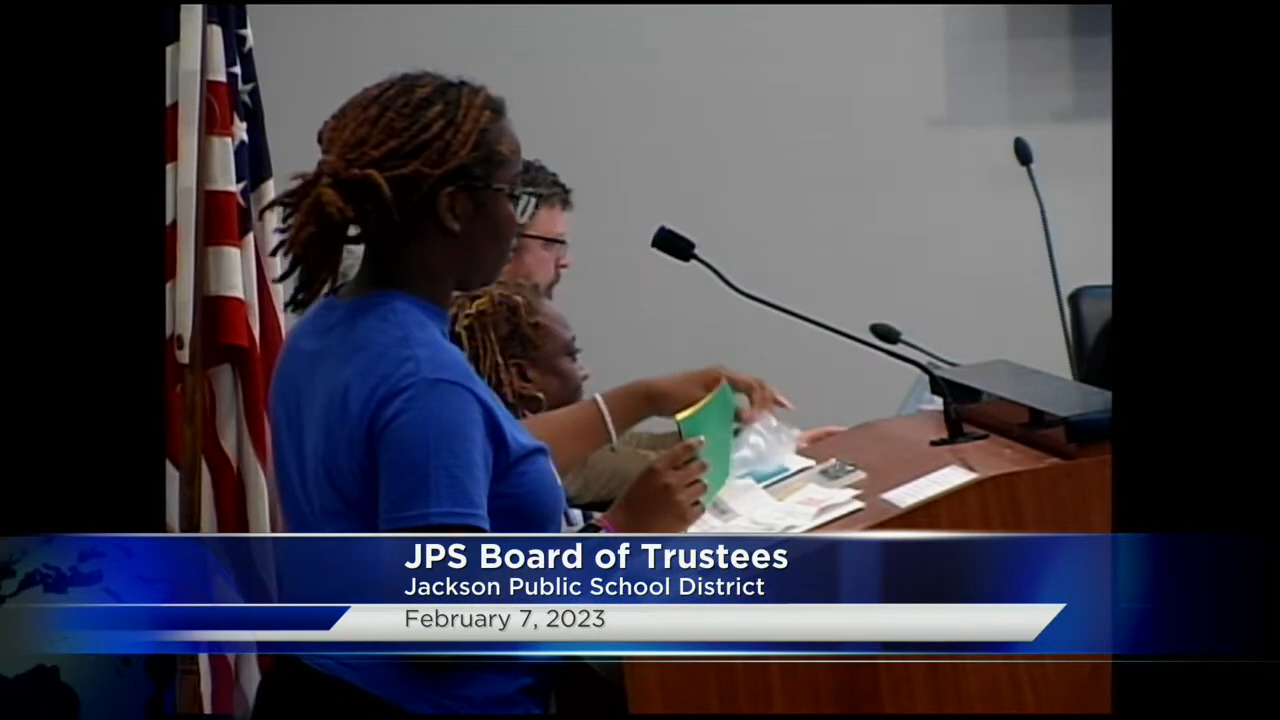 JPS Board of Trustees
Jackson Public School District
February 7, 2023